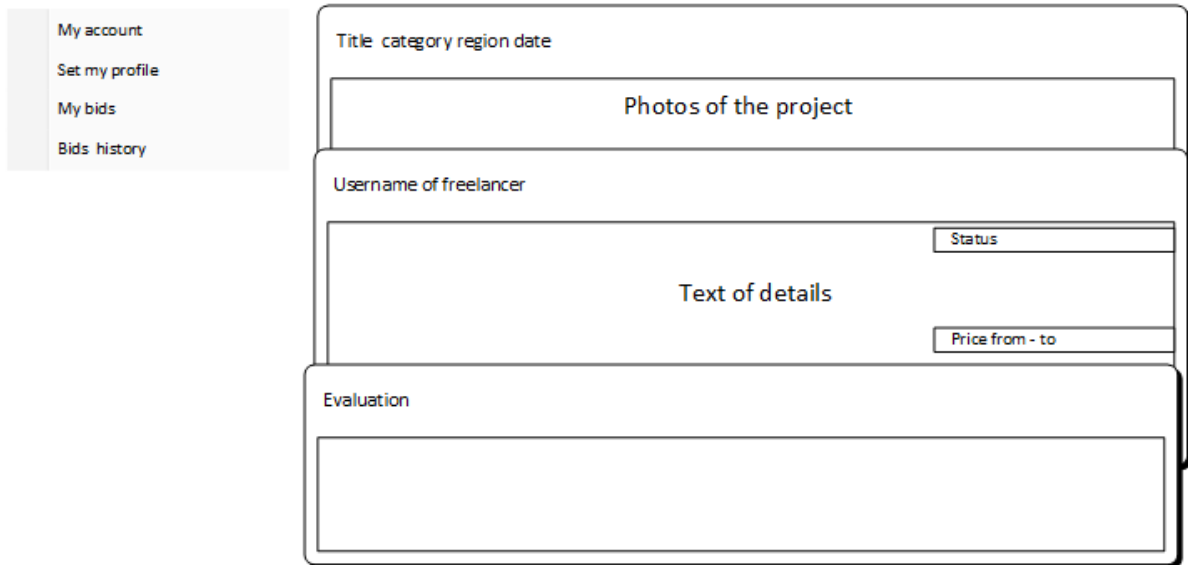 My account
Set my profile
My bids
Bids history
Title category region date
Photos of the project
Username of freelancer
Status
Text of details
Price from - to
Evaluation